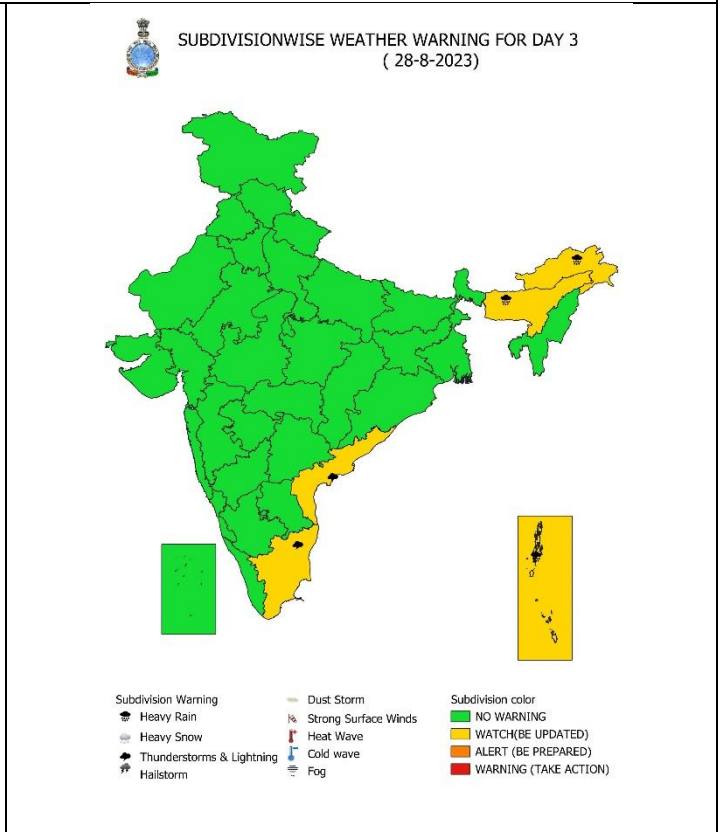 SUBDIVISIONWISE WEATHER WARNING FOR DAY 3
( 28-8-2023)
Subdivision Warning
Heavy Rain
Heavy Snow
Thunderstorms & Lightning
Hailstorm
Dust Storm
Strong Surface Winds
Heat Wave
Cold wave
Fog
Subdivision color
NO WARNING
WATCH(BE UPDATED)
ALERT (BE PREPARED)
WARNING (TAKE ACTION)